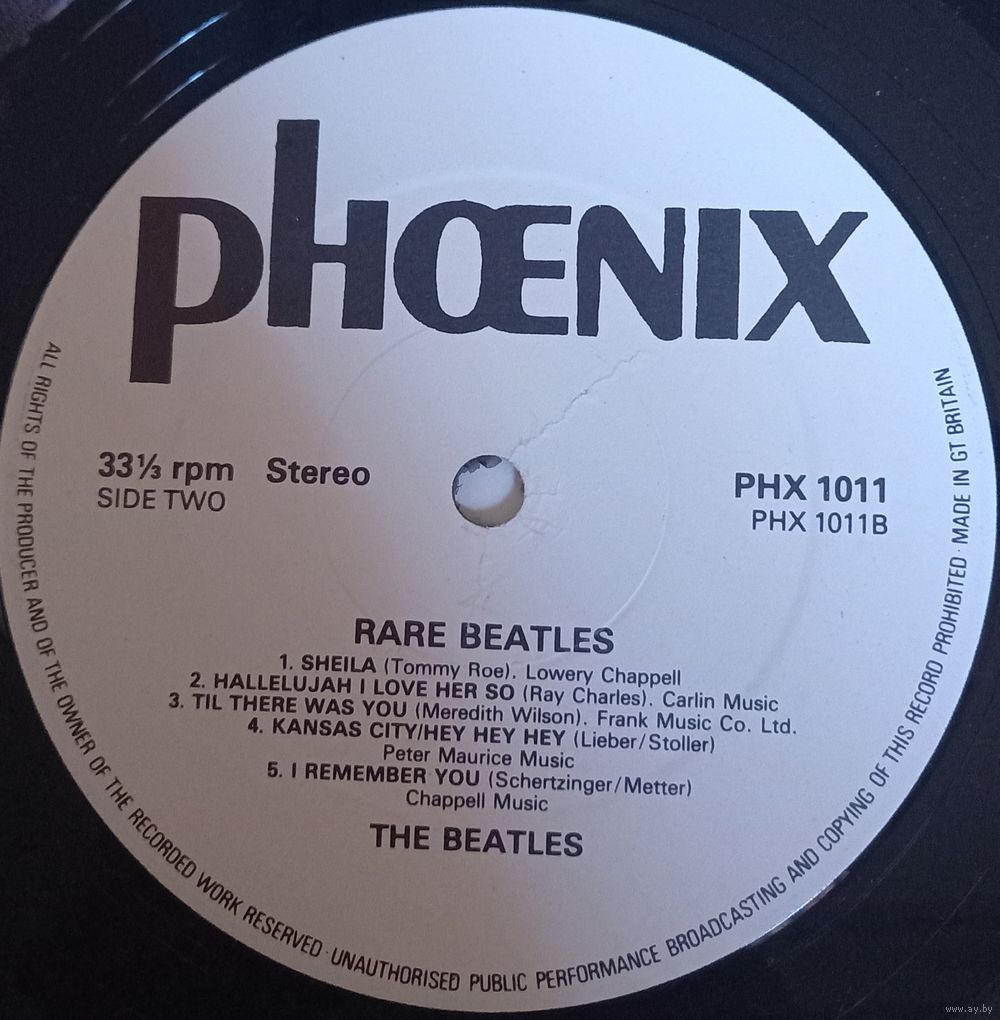 PHŒNIX
33⅓ rpm Stereo
SIDE TWO
PHX 1011
PHX 1011B
RARE BEATLES
1. SHEILA (Tommy Roe). Lowery Chappell
2. HALLELUJAH I LOVE HER SO (Ray Charles). Carlin Music
3. TIL THERE WAS YOU (Meredith Wilson). Frank Music Co. Ltd.
4. KANSAS CITY/HEY HEY HEY (Lieber/Stoller)
Peter Maurice Music
5. I REMEMBER YOU (Schertzinger/Metter)
Chappell Music
THE BEATLES
ALL RIGHTS OF THE PRODUCER AND OF THE OWNER OF THE RECORDED WORK RESERVED · UNAUTHORISED PUBLIC PERFORMANCE BROADCASTING AND COPYING OF THIS RECORD PROHIBITED · MADE IN GT BRITAIN
www.ay.by